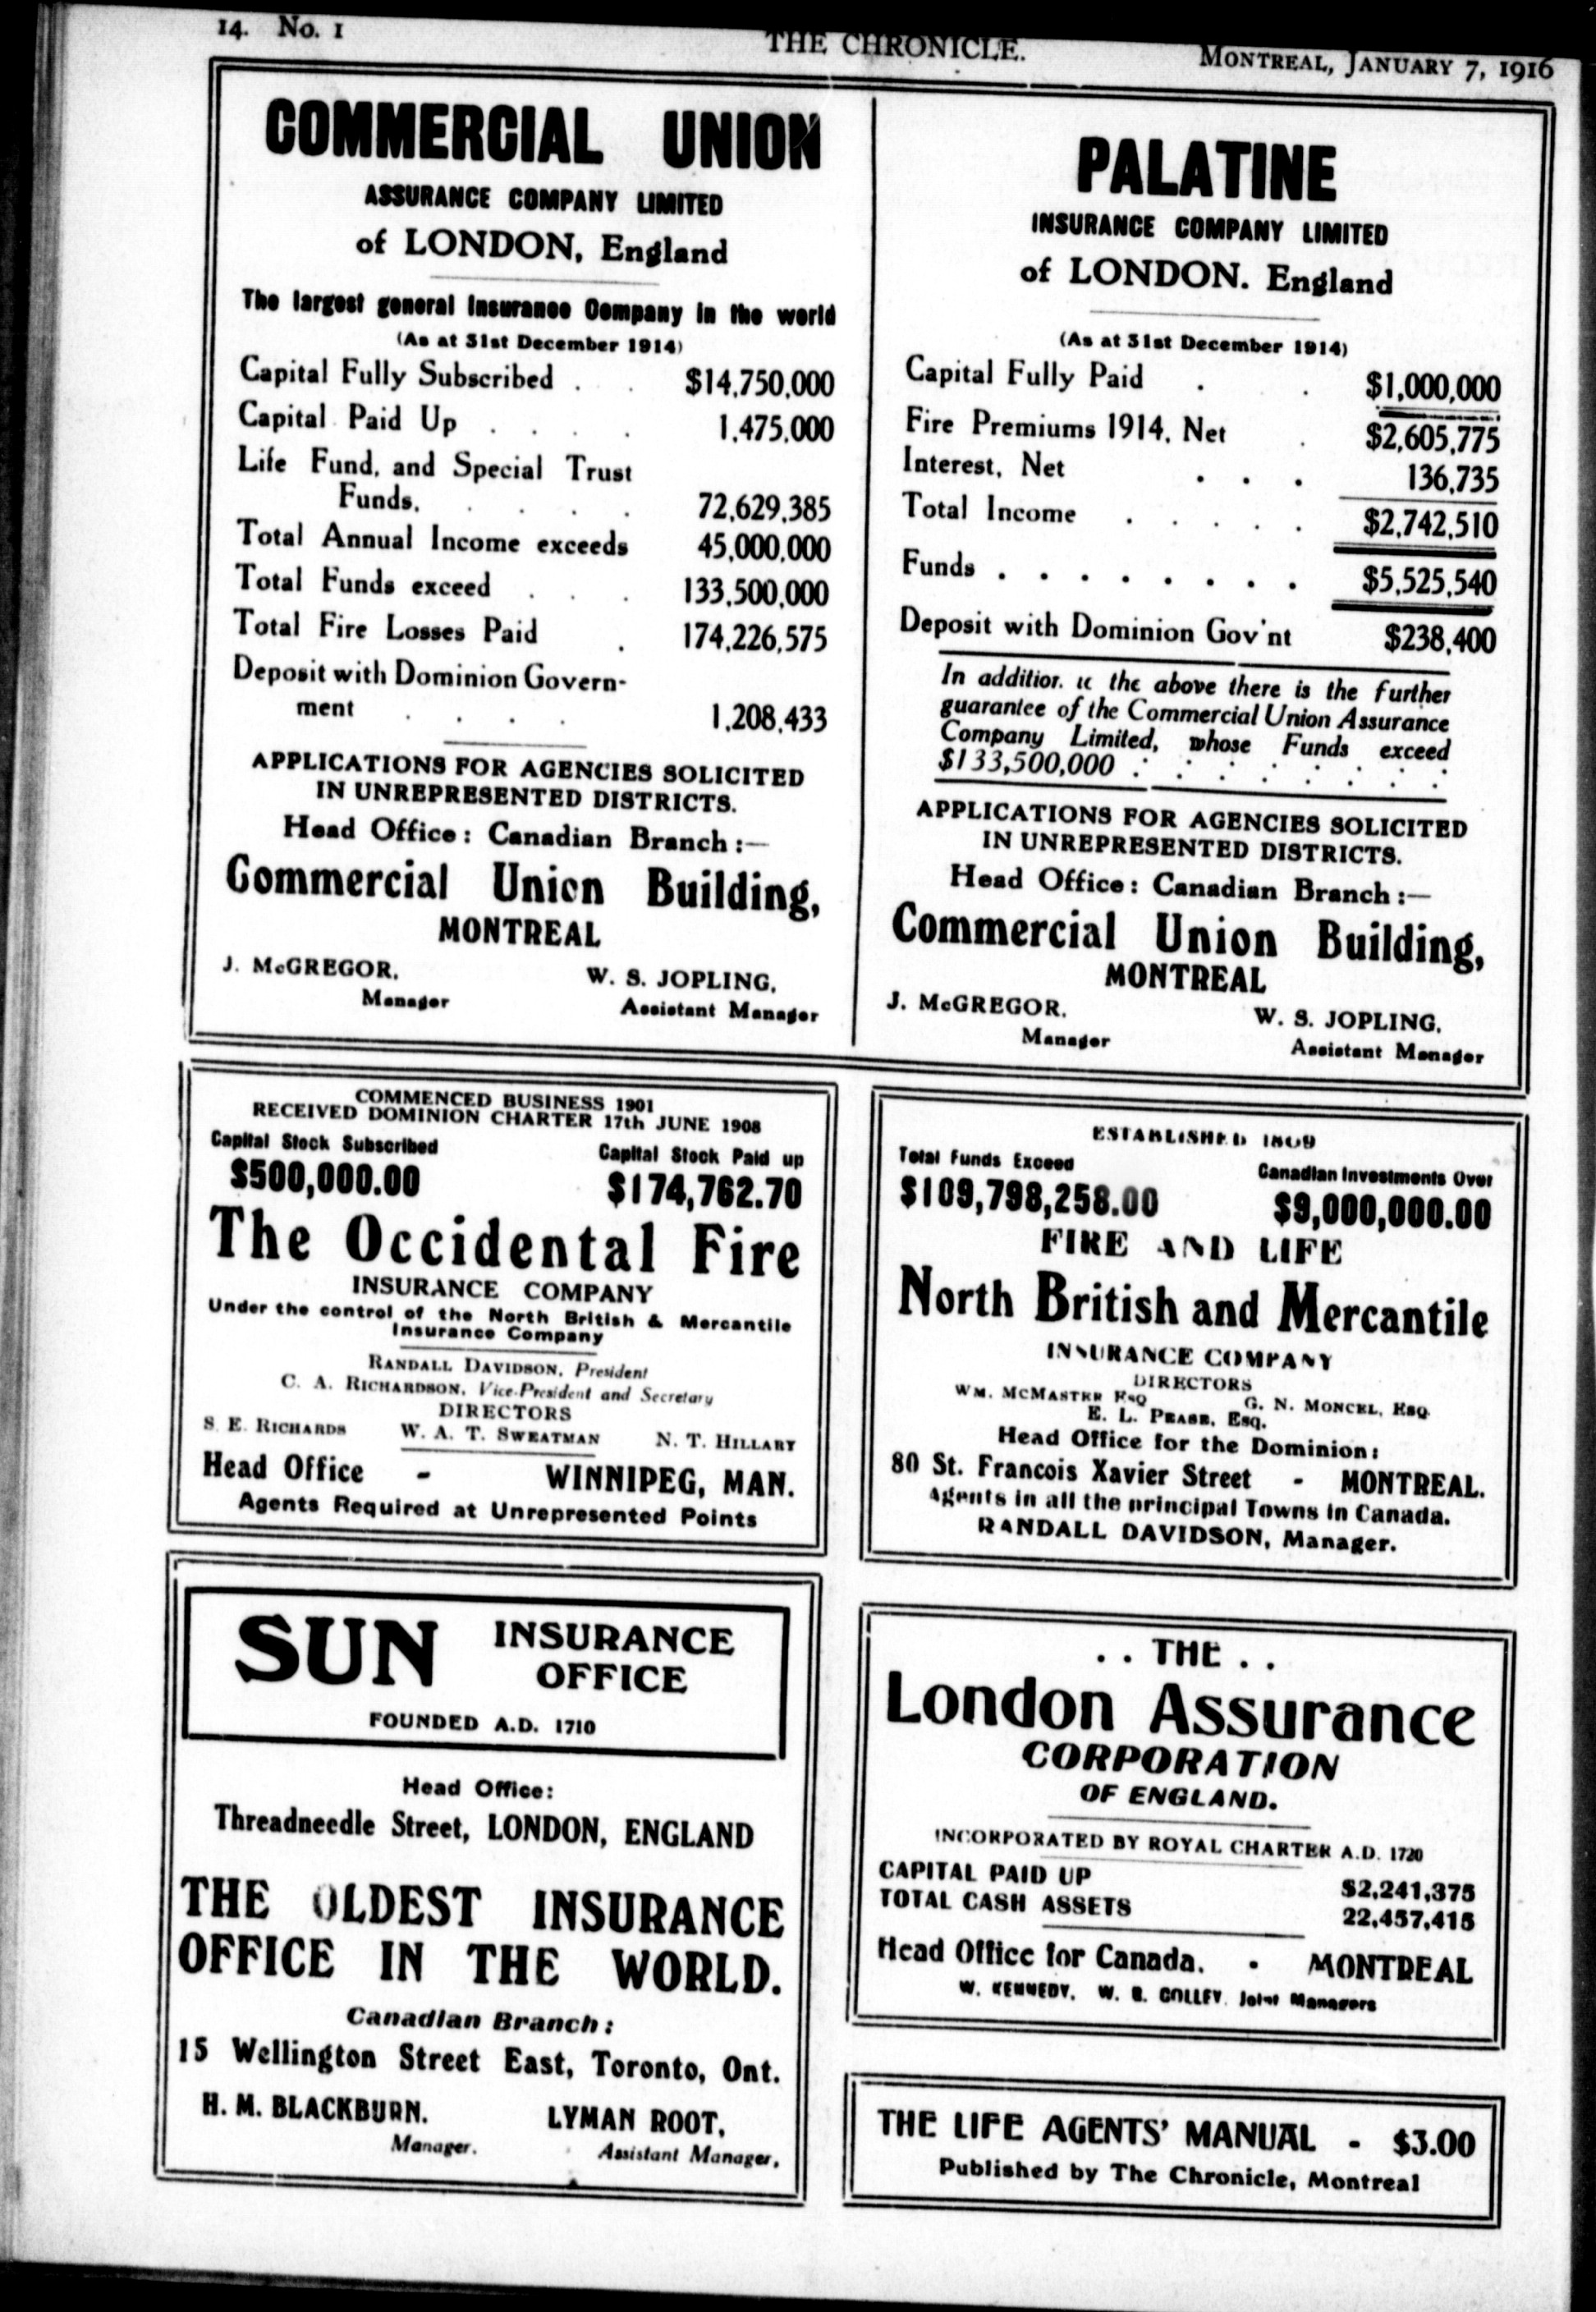 14. No. 1
THE CHRONICLE.
MONTREAL, JANUARY 7, 1916
COMMERCIAL UNION
ASSURANCE COMPANY LIMITED
of LONDON, England
The largest general Insurance Company in the world
(As at 31st December 1914)
Capital Fully Subscribed . . $14,750,000
Capital Paid Up . . . . 1,475,000
Life Fund, and Special Trust
Funds, . . . . 72,629,385
Total Annual Income exceeds 45,000,000
Total Funds exceed . . . 133,500,000
Total Fire Losses Paid . 174,226,575
Deposit with Dominion Govern-
ment . . . . 1,208,433
APPLICATIONS FOR AGENCIES SOLICITED
IN UNREPRESENTED DISTRICTS.
Head Office: Canadian Branch:—
Commercial Union Building,
MONTREAL
J. McGREGOR, W. S. JOPLING,
Manager Assistant Manager
PALATINE
INSURANCE COMPANY LIMITED
of LONDON. England
(As at 31st December 1914)
Capital Fully Paid . . $1,000,000
Fire Premiums 1914, Net . $2,605,775
Interest, Net . . . 136,735
Total Income . . . . . $2,742,510
Funds . . . . . . . . $5,525,540
Deposit with Dominion Gov'nt $238,400
In addition the above there is the further
guarantee of the Commercial Union Assurance
Company Limited, whose Funds exceed
$133,500,000 : : : : : : : :
APPLICATIONS FOR AGENCIES SOLICITED
IN UNREPRESENTED DISTRICTS.
Head Office: Canadian Branch:—
Commercial Union Building,
MONTREAL
J. McGREGOR, W. S. JOPLING,
Manager Assistant Manager
COMMENCED BUSINESS 1901
RECEIVED DOMINION CHARTER 17th JUNE 1908
Capital Stock Subscribed Capital Stock Paid up
$500,000.00 $174,762.70
The Occidental Fire
INSURANCE COMPANY
Under the control of the North British & Mercantile
Insurance Company
RANDALL DAVIDSON, President
C. A. RICHARDSON, Vice-President and Secretary
DIRECTORS
S. E. RICHARDS W. A. T. SWEATMAN N. T. HILLARY
Head Office - WINNIPEG, MAN.
Agents Required at Unrepresented Points
ESTABLISHED 1809
Total Funds Exceed Canadian Investments Over
$109,798,258.00 $9,000,000.00
FIRE AND LIFE
North British and Mercantile
INSURANCE COMPANY
DIRECTORS
WM. MCMASTER ESQ G. N. MONCEL, ESQ.
E. L. PEASE, Esq.
Head Office for the Dominion:
80 St. Francois Xavier Street - MONTREAL.
Agents in all the principal Towns in Canada.
RANDALL DAVIDSON, Manager.
SUN INSURANCE
OFFICE
FOUNDED A.D. 1710
Head Office:
Threadneedle Street, LONDON, ENGLAND
THE OLDEST INSURANCE
OFFICE IN THE WORLD.
Canadian Branch:
15 Wellington Street East, Toronto, Ont.
H. M. BLACKBURN, LYMAN ROOT,
Manager. Assistant Manager,
. . THE . .
London Assurance
CORPORATION
OF ENGLAND.
INCORPORATED BY ROYAL CHARTER A.D. 1720
CAPITAL PAID UP $2,241,375
TOTAL CASH ASSETS 22,457,415
Head Office for Canada, - MONTREAL
W. KENNEDY, W. B. COLLEY, Joint Managers
THE LIFE AGENTS' MANUAL - $3.00
Published by The Chronicle, Montreal